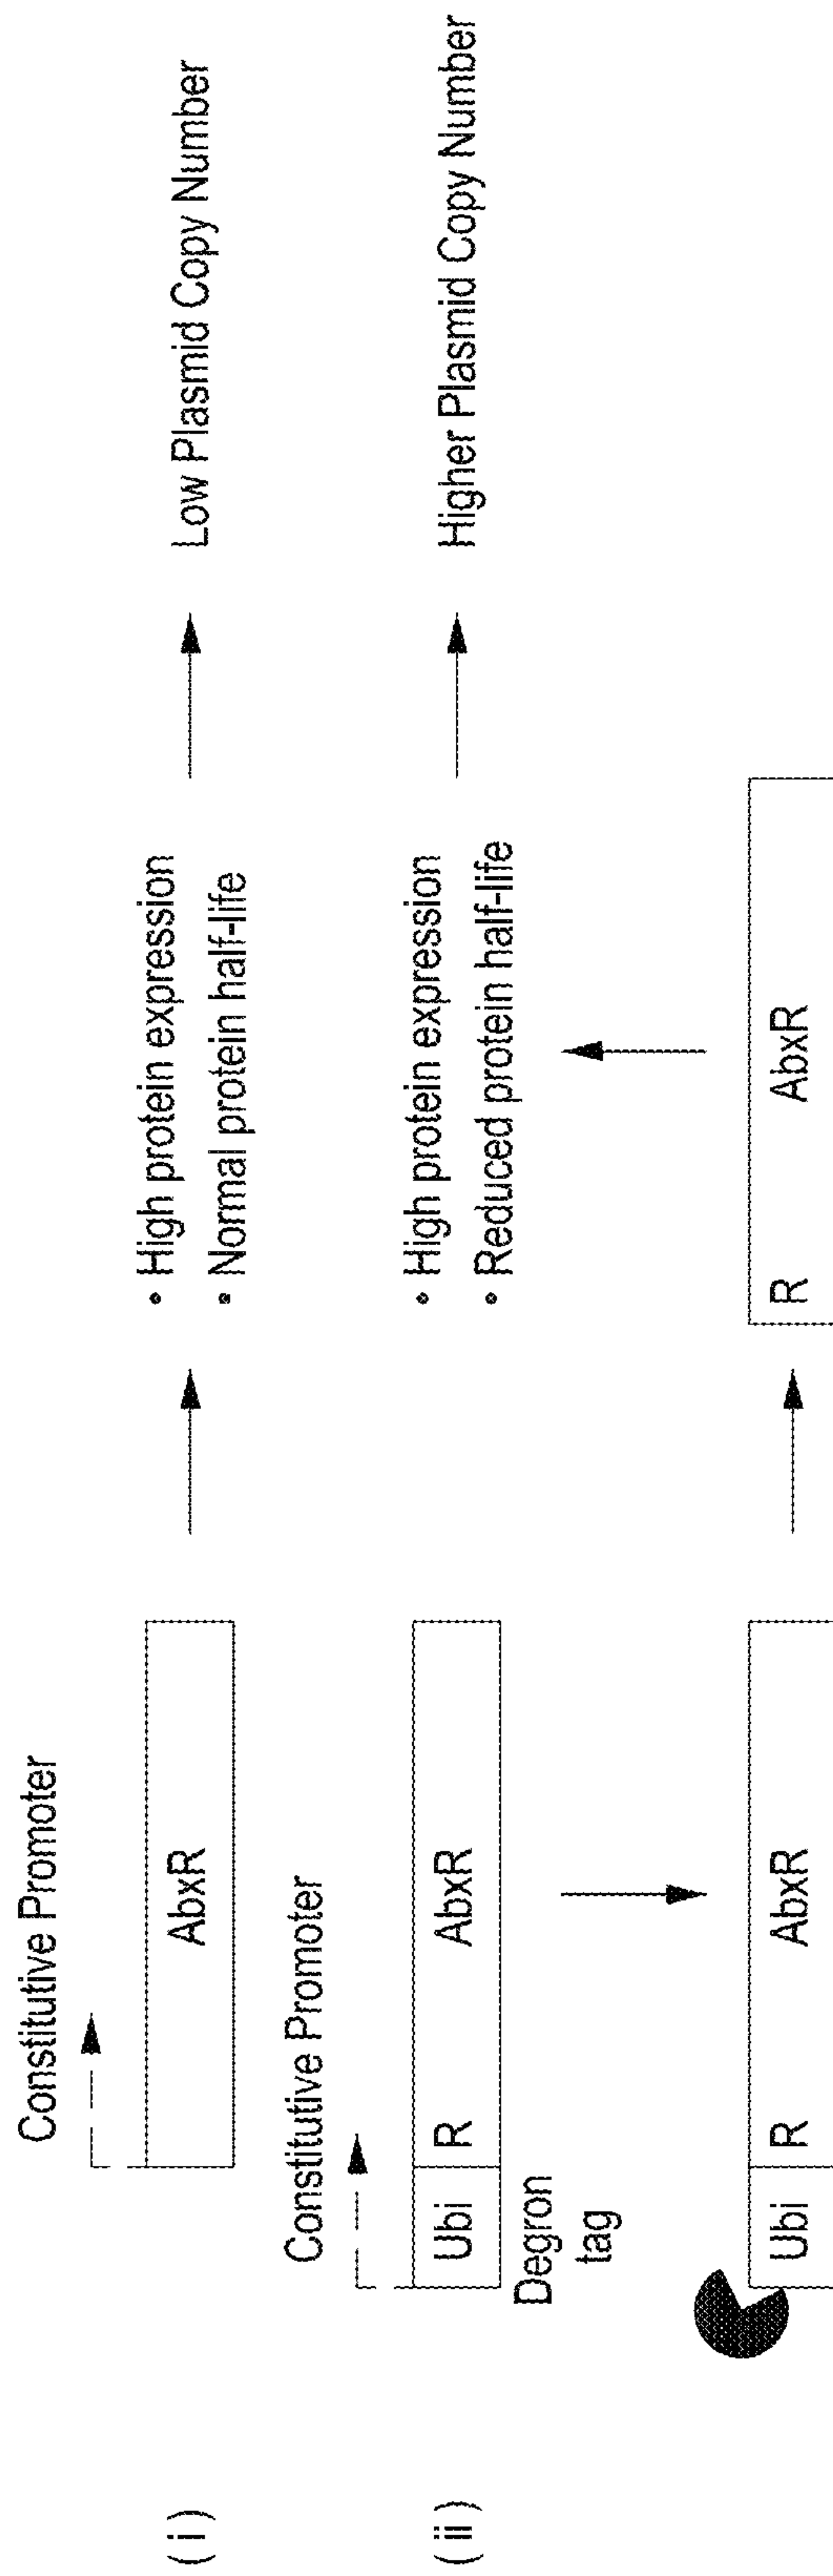 Constitutive Promoter
( i )
AbxR
• High protein expression
• Normal protein half-life
Low Plasmid Copy Number
Constitutive Promoter
( ii )
Ubi
R
AbxR
• High protein expression
• Reduced protein half-life
Higher Plasmid Copy Number
Degron
tag
Ubi
R
AbxR
R
AbxR